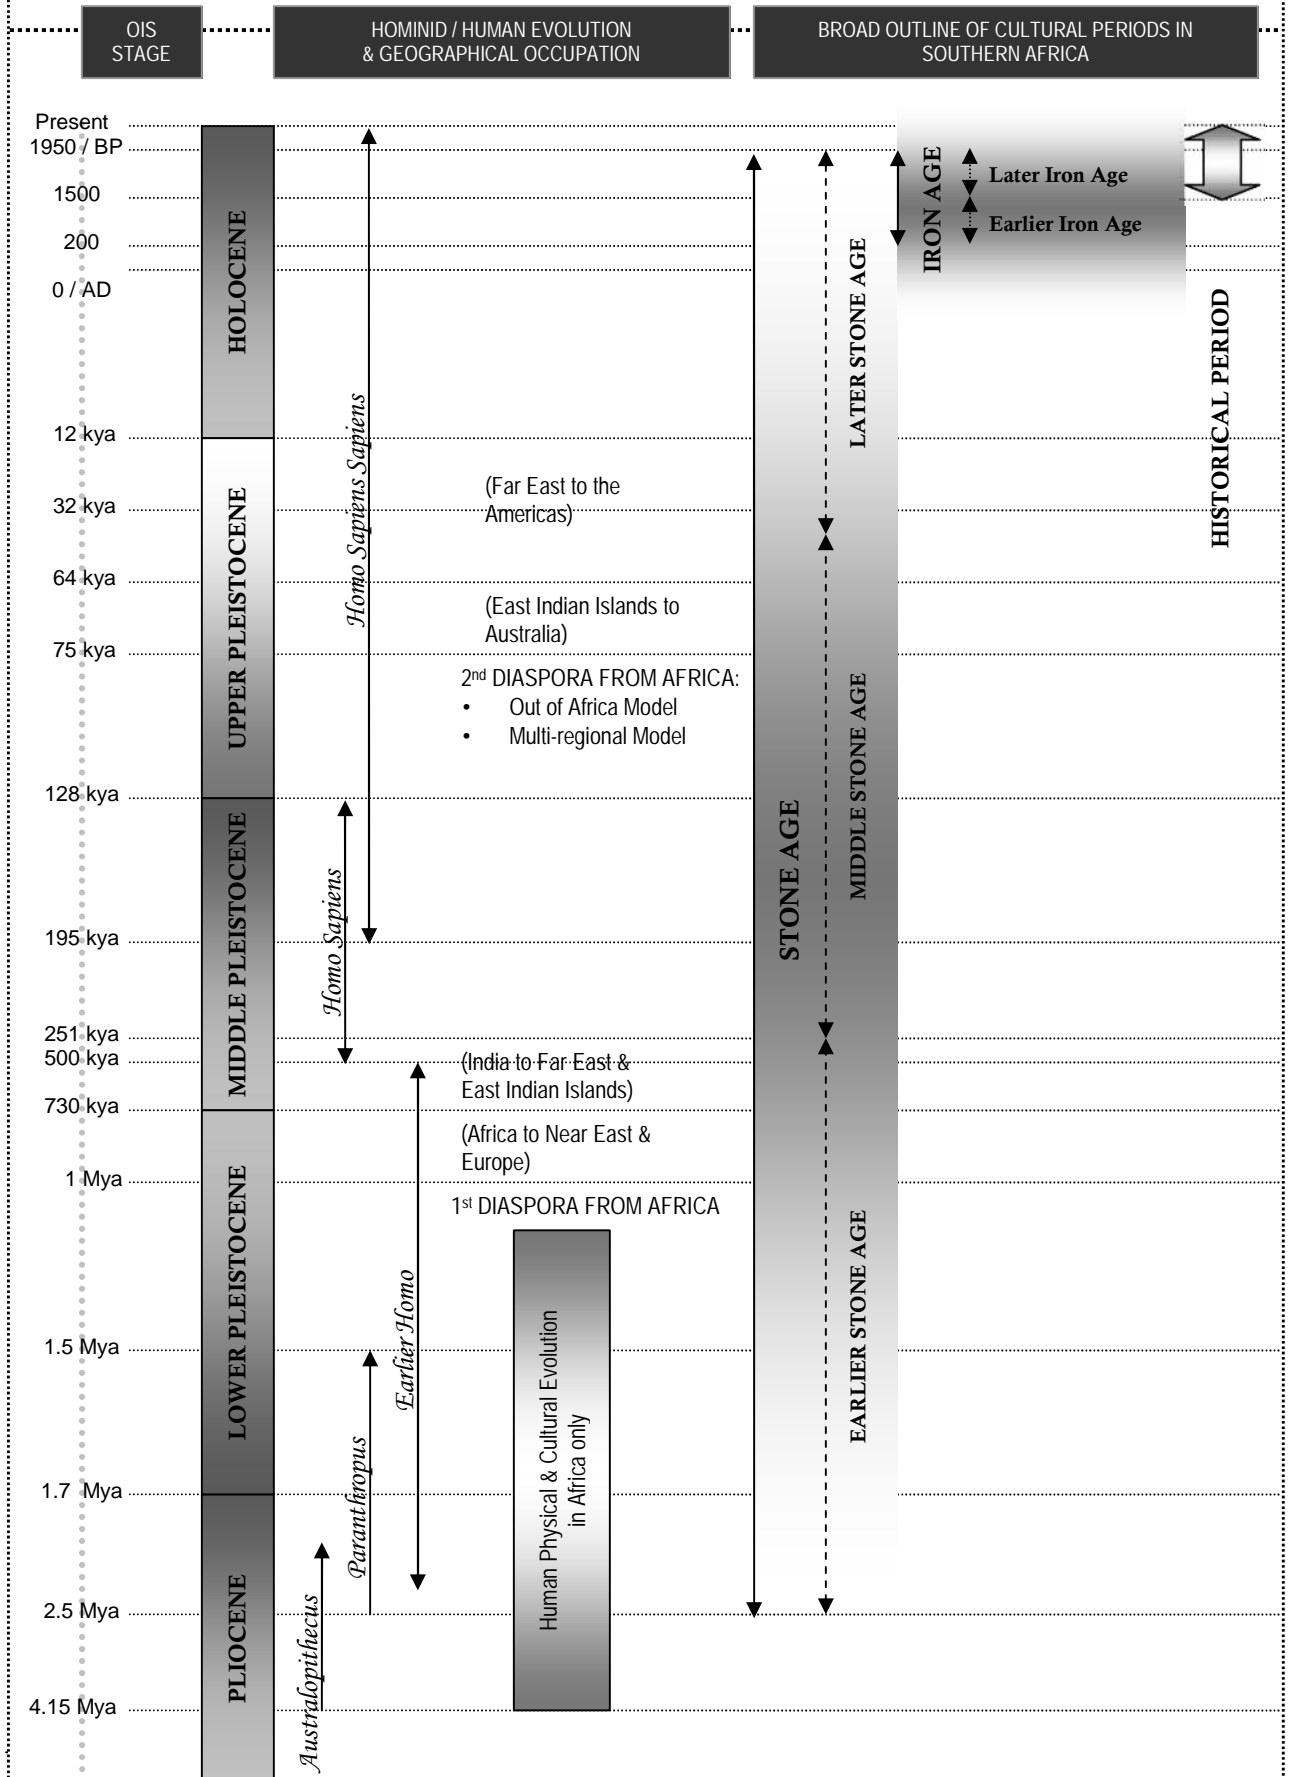 OIS
STAGE
HOMINID / HUMAN EVOLUTION
& GEOGRAPHICAL OCCUPATION
BROAD OUTLINE OF CULTURAL PERIODS IN
SOUTHERN AFRICA
Present
1950 / BP
1500
200
0 / AD
12 kya
32 kya
64 kya
75 kya
128 kya
195 kya
251 kya
500 kya
730 kya
1 Mya
1.5 Mya
1.7 Mya
2.5 Mya
4.15 Mya
HOLOCENE
UPPER PLEISTOCENE
MIDDLE PLEISTOCENE
LOWER PLEISTOCENE
PLIOCENE
Homo Sapiens Sapiens
Homo Sapiens
Earlier Homo
Paranthropus
Australopithecus
(Far East to the
Americas)
(East Indian Islands to
Australia)
2nd DIASPORA FROM AFRICA:
• Out of Africa Model
• Multi-regional Model
(India to Far East &
East Indian Islands)
(Africa to Near East &
Europe)
1st DIASPORA FROM AFRICA
Human Physical & Cultural Evolution
in Africa only
STONE AGE
LATER STONE AGE
MIDDLE STONE AGE
EARLIER STONE AGE
IRON AGE
Later Iron Age
Earlier Iron Age
HISTORICAL PERIOD